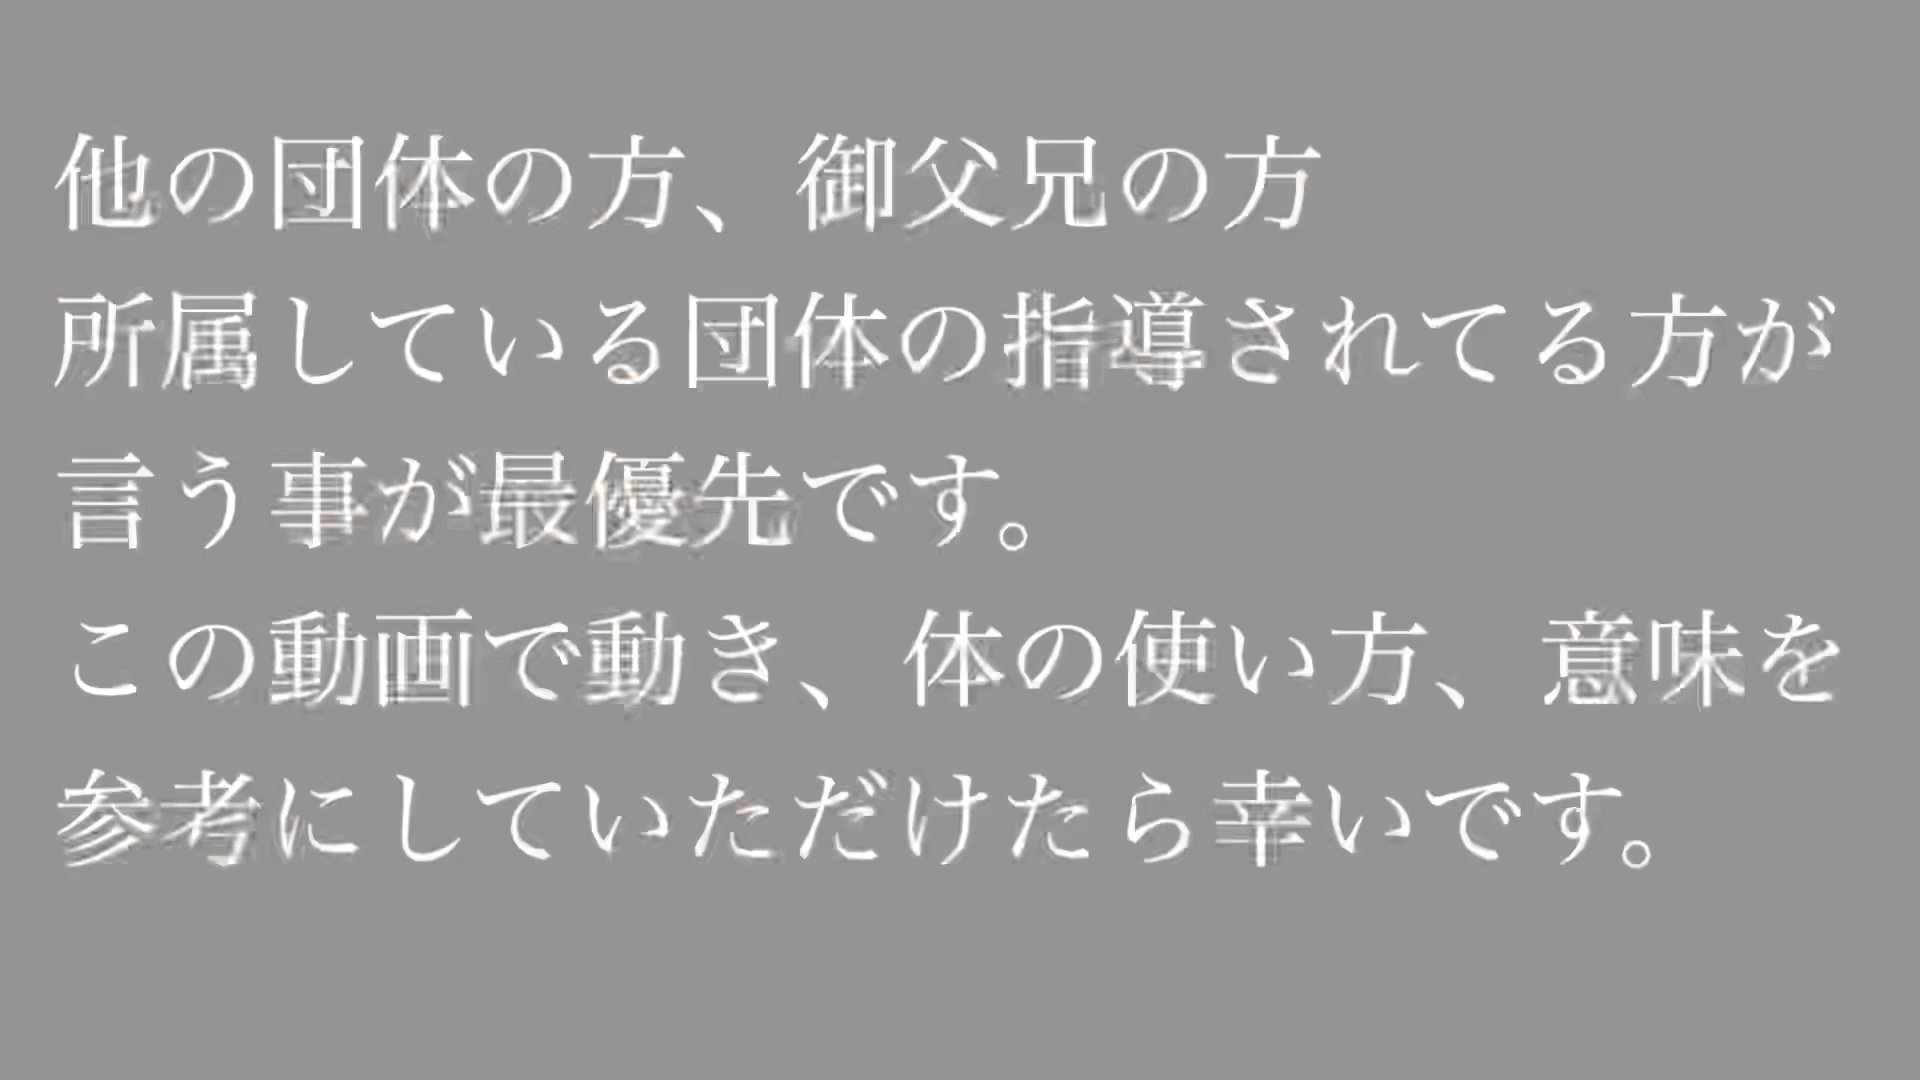 他の団体の方、御父兄の方
所属している団体の指導されてる方が
言う事が最優先です。
この動画で動き、体の使い方、意味を
参考にしていただけたら幸いです。